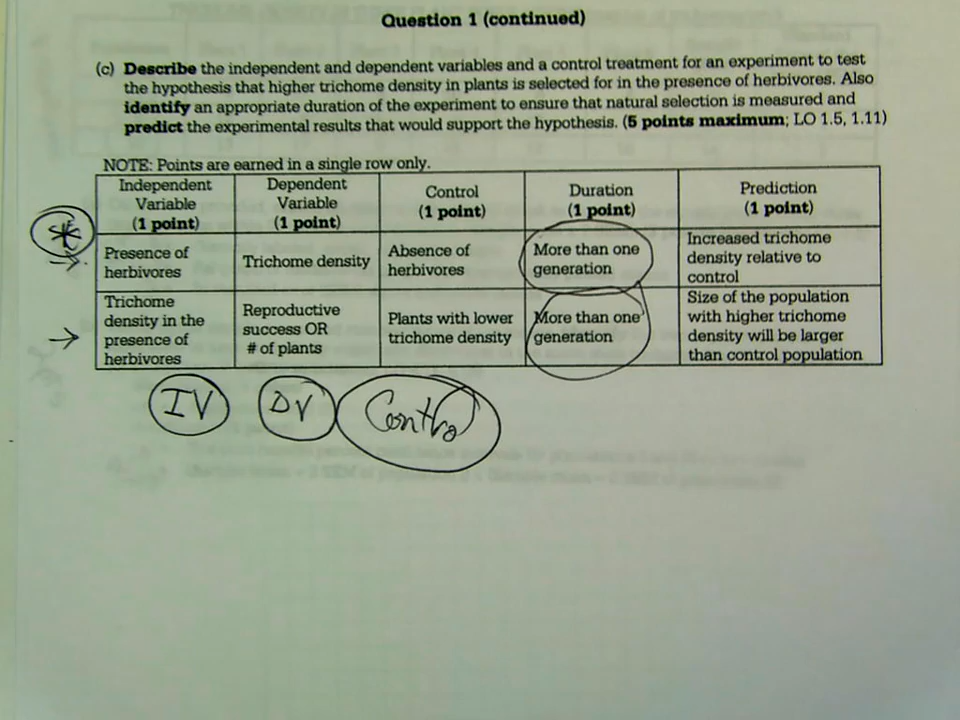 Question 1 (continued)
(c) Describe the independent and dependent variables and a control treatment for an experiment to test
the hypothesis that higher trichome density in plants is selected for in the presence of herbivores. Also
identify an appropriate duration of the experiment to ensure that natural selection is measured and
predict the experimental results that would support the hypothesis. (5 points maximum; LO 1.5, 1.11)
NOTE: Points are earned in a single row only.
Independent
Variable
(1 point)
Dependent
Variable
(1 point)
Control
(1 point)
Duration
(1 point)
Prediction
(1 point)
Presence of
herbivores
Trichome density
Absence of
herbivores
More than one
generation
Increased trichome
density relative to
control
Trichome
density in the
presence of
herbivores
Reproductive
success OR
# of plants
Plants with lower
trichome density
More than one
generation
Size of the population
with higher trichome
density will be larger
than control population
IV
DV
Control